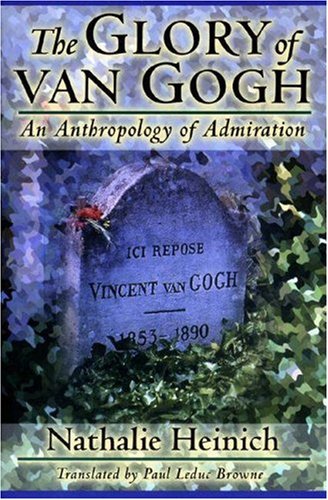 The GLORY of
VAN GOGH
An Anthropology of Admiration
ICI REPOSE
VINCENT VAN GOGH
1853-1890
Nathalie Heinich
Translated by Paul Leduc Browne